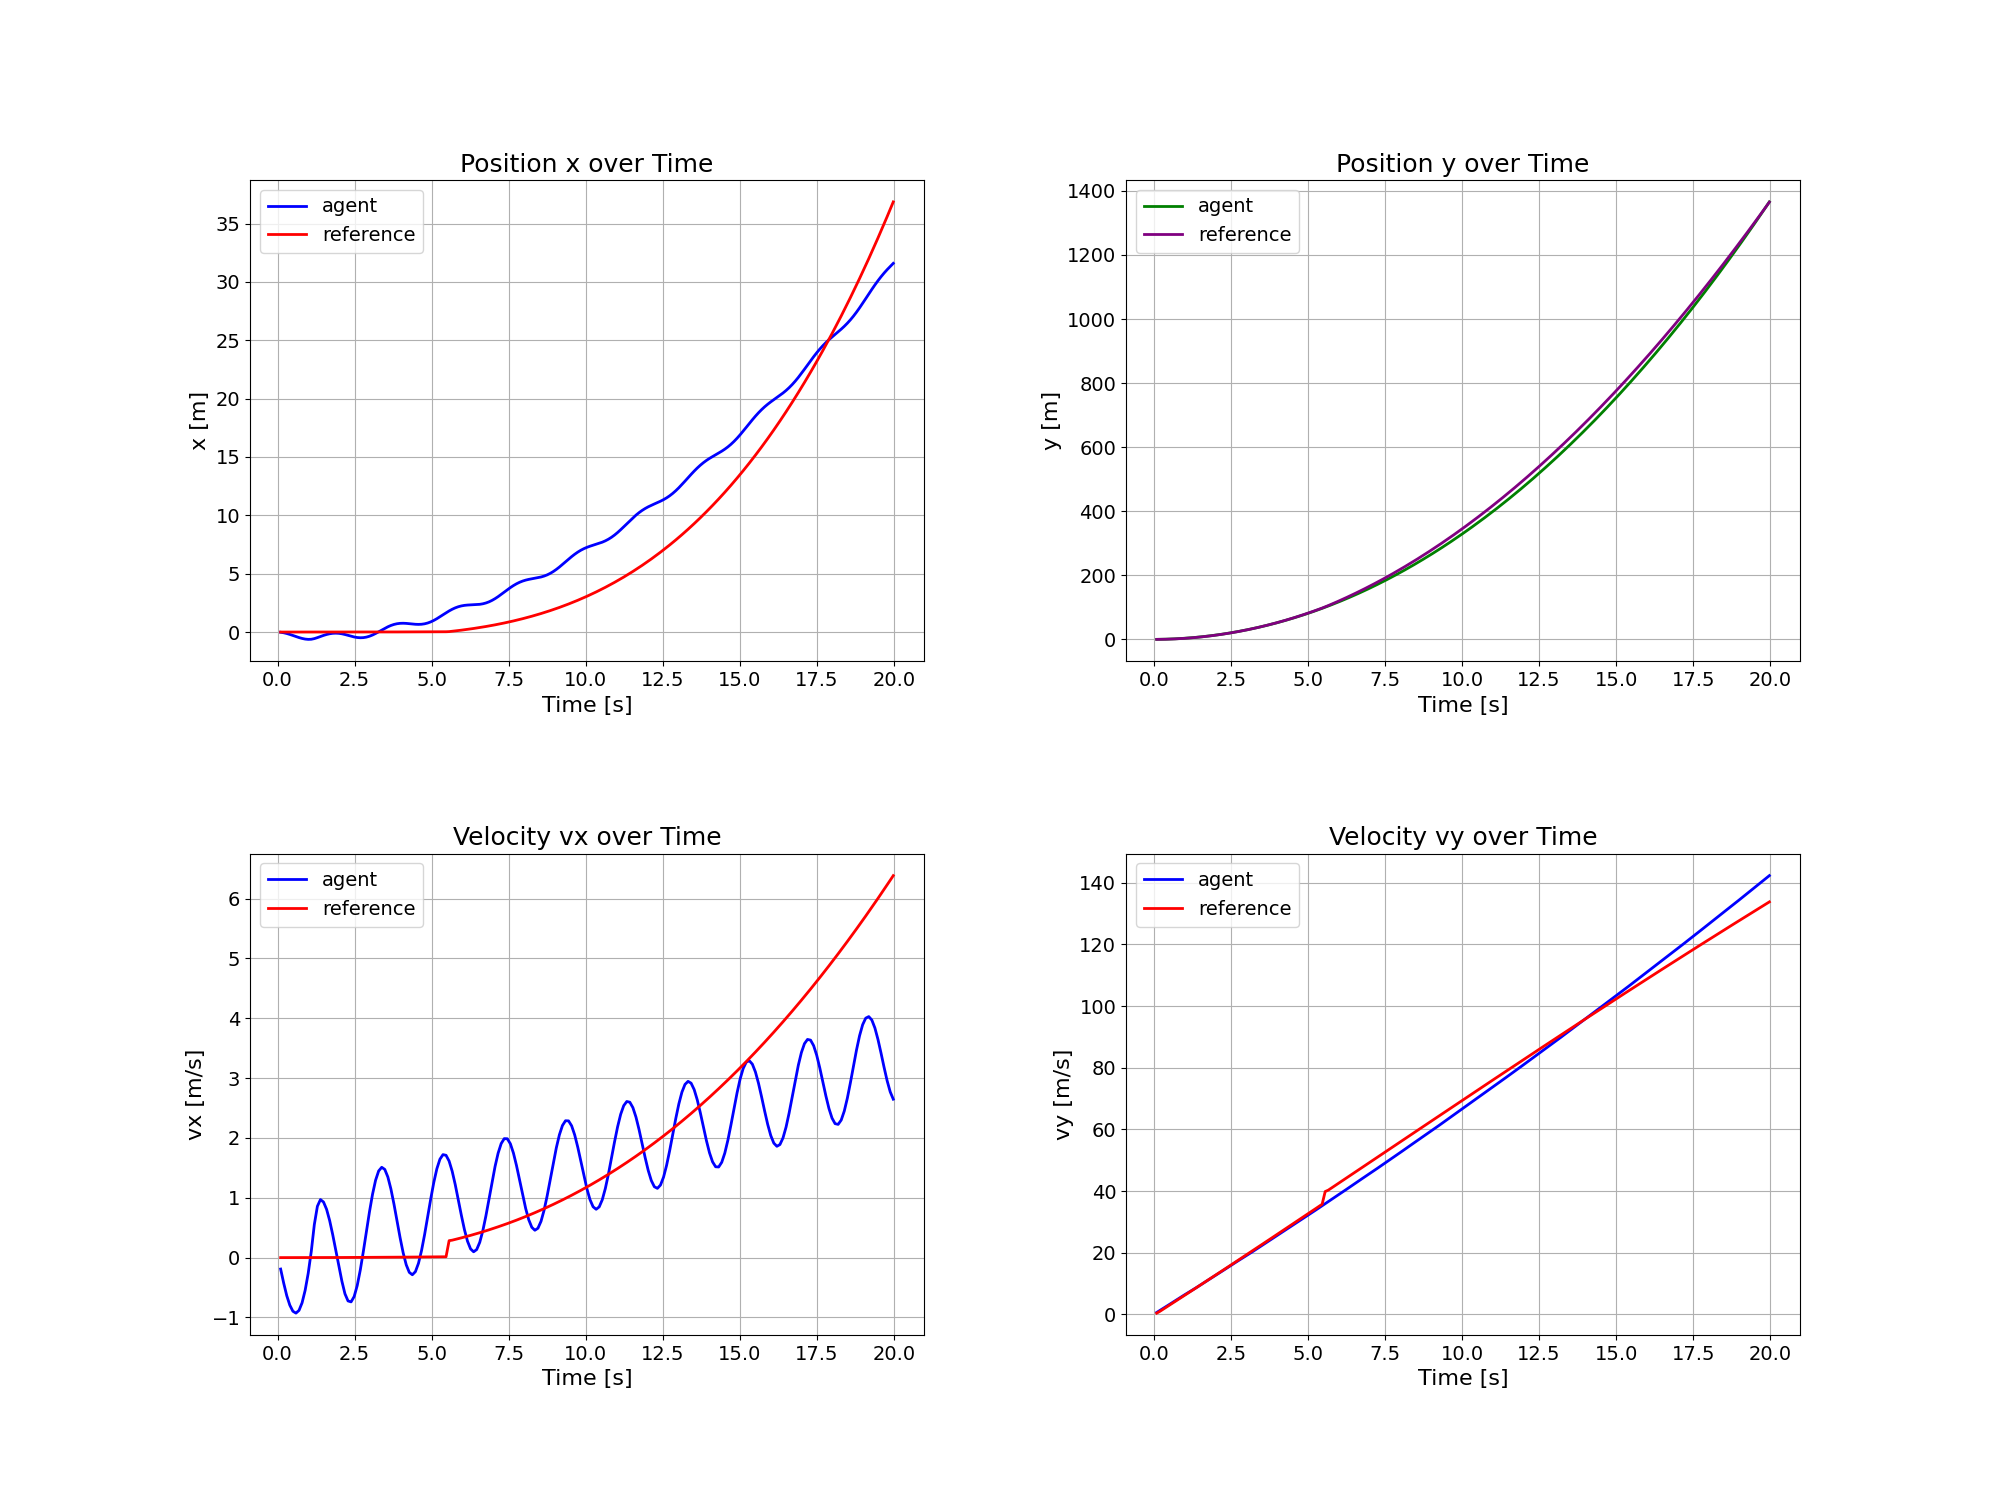 Position x over Time
agent
reference
35
30
25
20
15
10
5
0
x [m]
0.0 2.5 5.0 7.5 10.0 12.5 15.0 17.5 20.0
Time [s]
Position y over Time
agent
reference
1400
1200
1000
800
600
400
200
0
y [m]
0.0 2.5 5.0 7.5 10.0 12.5 15.0 17.5 20.0
Time [s]
Velocity vx over Time
agent
reference
6
5
4
3
2
1
0
−1
vx [m/s]
0.0 2.5 5.0 7.5 10.0 12.5 15.0 17.5 20.0
Time [s]
Velocity vy over Time
agent
reference
140
120
100
80
60
40
20
0
vy [m/s]
0.0 2.5 5.0 7.5 10.0 12.5 15.0 17.5 20.0
Time [s]